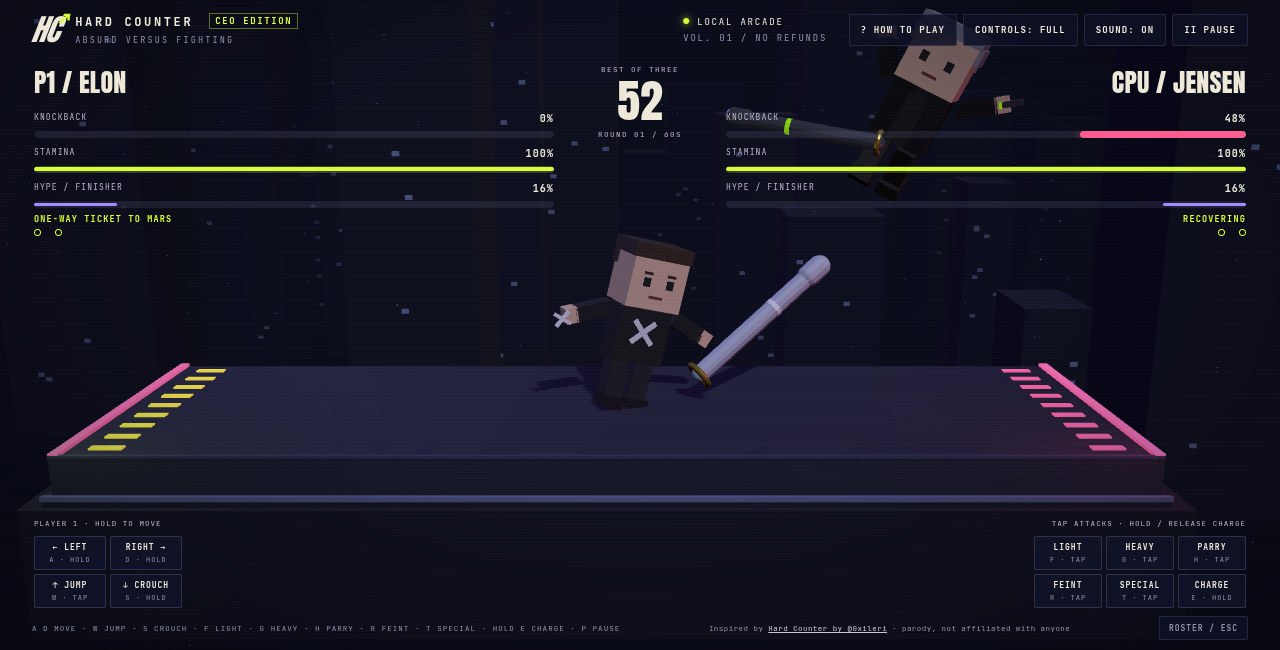 HC HARD COUNTER CEO EDITION
ABSURD VERSUS FIGHTING
LOCAL ARCADE
VOL. 01 / NO REFUNDS
? HOW TO PLAY
CONTROLS: FULL
SOUND: ON
II PAUSE
P1 / ELON
KNOCKBACK 0%
STAMINA 100%
HYPE / FINISHER 16%
ONE-WAY TICKET TO MARS
BEST OF THREE
52
ROUND 01 / 60S
CPU / JENSEN
KNOCKBACK 48%
STAMINA 100%
HYPE / FINISHER 16%
RECOVERING
PLAYER 1 · HOLD TO MOVE
← LEFT
A · HOLD
RIGHT →
D · HOLD
↑ JUMP
W · TAP
↓ CROUCH
S · HOLD
TAP ATTACKS · HOLD / RELEASE CHARGE
LIGHT
F · TAP
HEAVY
G · TAP
PARRY
H · TAP
FEINT
R · TAP
SPECIAL
T · TAP
CHARGE
E · HOLD
A D MOVE · W JUMP · S CROUCH · F LIGHT · G HEAVY · H PARRY · R FEINT · T SPECIAL · HOLD E CHARGE · P PAUSE
Inspired by Hard Counter by @0xileri · parody, not affiliated with anyone
ROSTER / ESC